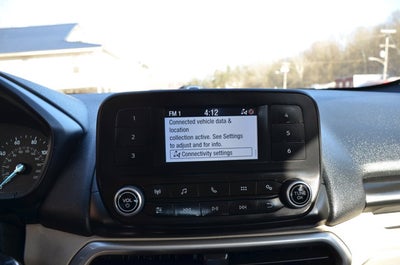 FM 1 4:12
1
2
3
Connected vehicle data &
location
collection active. See Settings
to adjust and for info.
Connectivity settings
4
5
6
VOL
TUNE